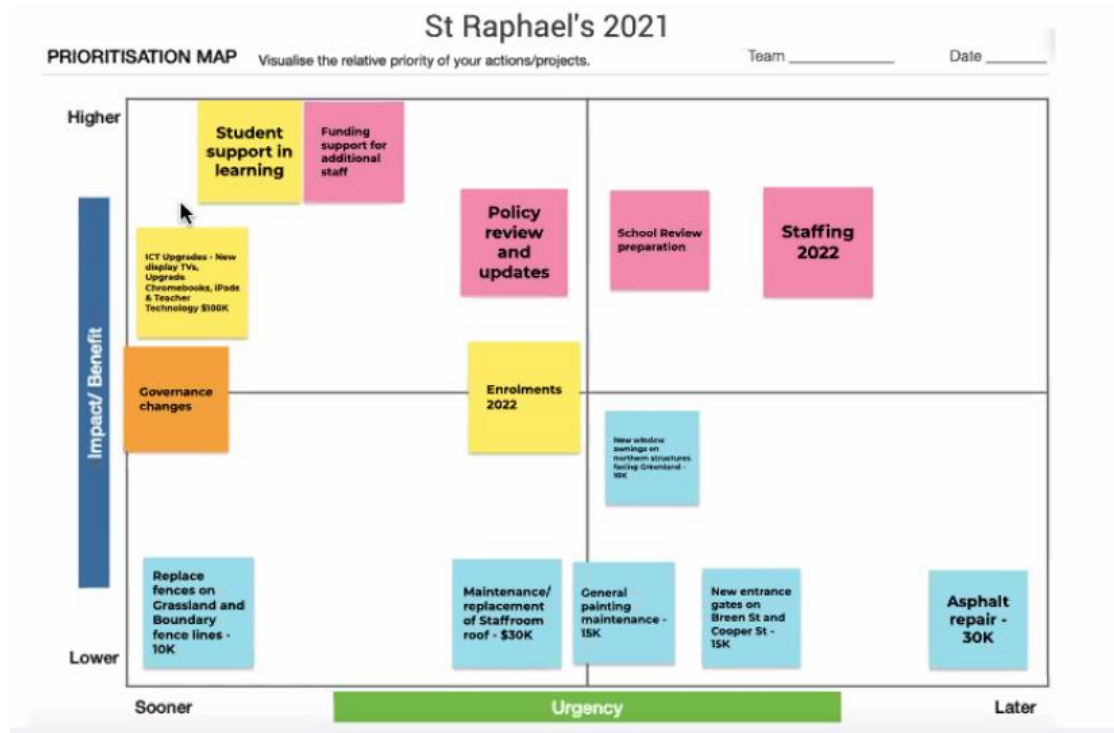 St Raphael's 2021
PRIORITISATION MAP
Visualise the relative priority of your actions/projects.
Team
Date
Higher
Student
support in
learning
Funding
support for
additional
staff
Policy
review
and
updates
School Review
preparation
Staffing
2022
ICT Upgrades - New
display TVs,
Upgrade
Chromebooks, iPads
& Teacher
Technology $100K
Impact/ Benefit
Governance
changes
Enrolments
2022
New window
awnings on
northern structures
facing Greenland -
10K
Replace
fences on
Grassland and
Boundary
fence lines -
10K
Maintenance/
replacement
of Staffroom
roof - $30K
General
painting
maintenance -
15K
New entrance
gates on
Breen St and
Cooper St -
15K
Asphalt
repair -
30K
Lower
Sooner
Urgency
Later